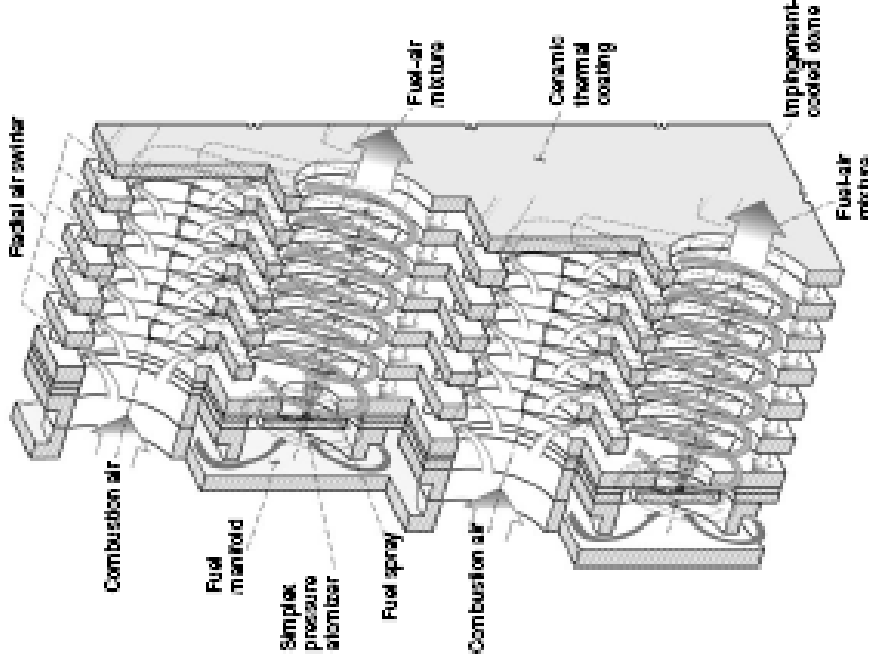 Radial air swirler
Fuel-air
mixture
Ceramic
thermal
coating
Impingement-
cooled dome
Fuel-air
mixture
Combustion air
Fuel
manifold
Simplex
pressure
atomizer
Fuel spray
Combustion air